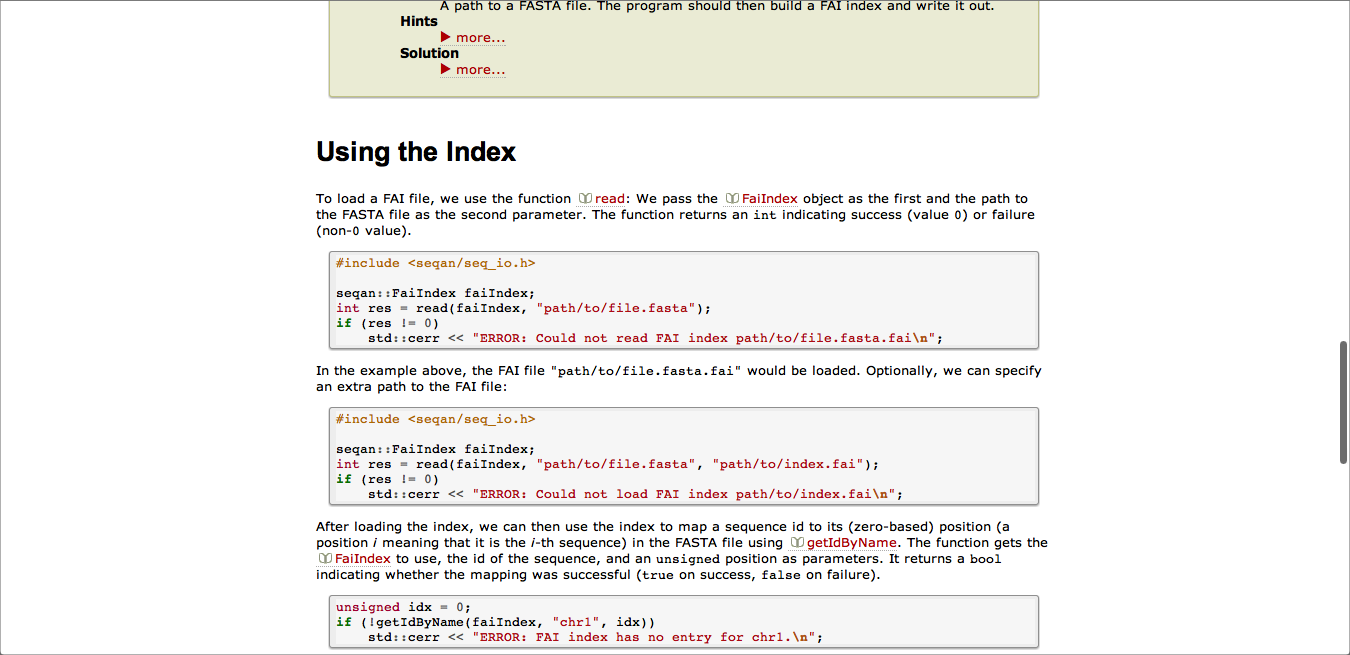 A path to a FASTA file. The program should then build a FAI index and write it out.
Hints
more...
Solution
more...
Using the Index
To load a FAI file, we use the function read: We pass the FaiIndex object as the first and the path to
the FASTA file as the second parameter. The function returns an int indicating success (value 0) or failure
(non-0 value).
#include <seqan/seq_io.h>
seqan::FaiIndex faiIndex;
int res = read(faiIndex, "path/to/file.fasta");
if (res != 0)
    std::cerr << "ERROR: Could not read FAI index path/to/file.fasta.fai\n";
In the example above, the FAI file "path/to/file.fasta.fai" would be loaded. Optionally, we can specify
an extra path to the FAI file:
#include <seqan/seq_io.h>
seqan::FaiIndex faiIndex;
int res = read(faiIndex, "path/to/file.fasta", "path/to/index.fai");
if (res != 0)
    std::cerr << "ERROR: Could not load FAI index path/to/index.fai\n";
After loading the index, we can then use the index to map a sequence id to its (zero-based) position (a
position i meaning that it is the i-th sequence) in the FASTA file using getIdByName. The function gets the
FaiIndex to use, the id of the sequence, and an unsigned position as parameters. It returns a bool
indicating whether the mapping was successful (true on success, false on failure).
unsigned idx = 0;
if (!getIdByName(faiIndex, "chr1", idx))
    std::cerr << "ERROR: FAI index has no entry for chr1.\n";